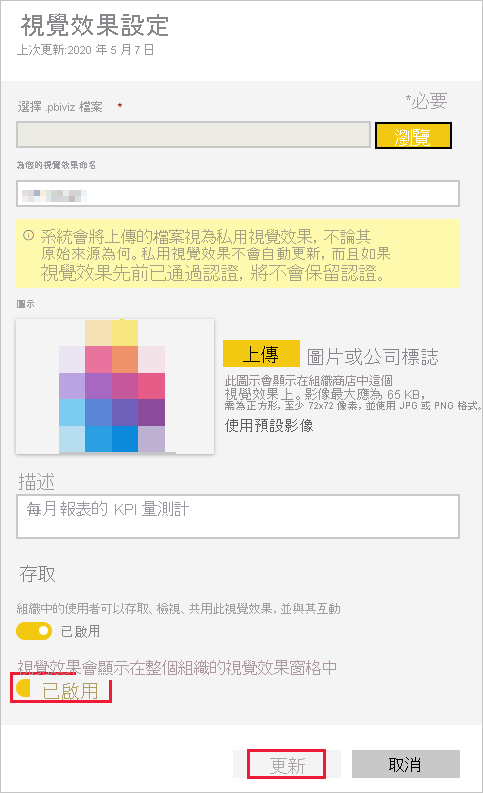 視覺效果設定
上次更新:2020 年 5 月 7 日
選擇 .pbiviz 檔案 *
*必要
瀏覽
為您的視覺效果命名
系統會將上傳的檔案視為私用視覺效果, 不論其
原始來源為何。私用視覺效果不會自動更新, 而且如果
視覺效果先前已通過認證, 將不會保留認證。
圖示
上傳
圖片或公司標誌
此圖示會顯示在組織商店中這個
視覺效果上。影像最大應為 65 KB,
需為正方形, 至少 72x72 像素, 並使用 JPG 或 PNG 格式。
使用預設影像
描述
每月報表的 KPI 量測計
存取
組織中的使用者可以存取、檢視、共用此視覺效果, 並與其互動
已啟用
視覺效果會顯示在整個組織的視覺效果窗格中
已啟用
更新
取消